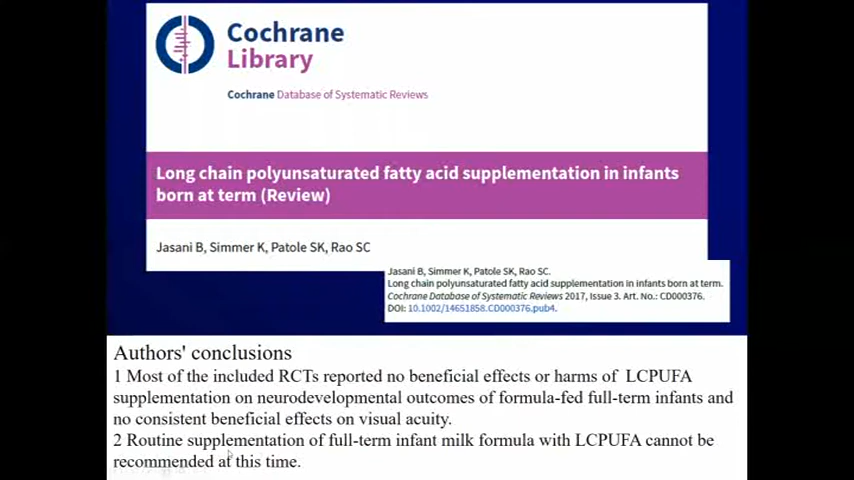 Cochrane
Library
Cochrane Database of Systematic Reviews
Long chain polyunsaturated fatty acid supplementation in infants
born at term (Review)
Jasani B, Simmer K, Patole SK, Rao SC
Jasani B, Simmer K, Patole SK, Rao SC.
Long chain polyunsaturated fatty acid supplementation in infants born at term.
Cochrane Database of Systematic Reviews 2017, Issue 3. Art. No.: CD000376.
DOI: 10.1002/14651858.CD000376.pub4.
Authors' conclusions
1 Most of the included RCTs reported no beneficial effects or harms of LCPUFA
supplementation on neurodevelopmental outcomes of formula-fed full-term infants and
no consistent beneficial effects on visual acuity.
2 Routine supplementation of full-term infant milk formula with LCPUFA cannot be
recommended at this time.